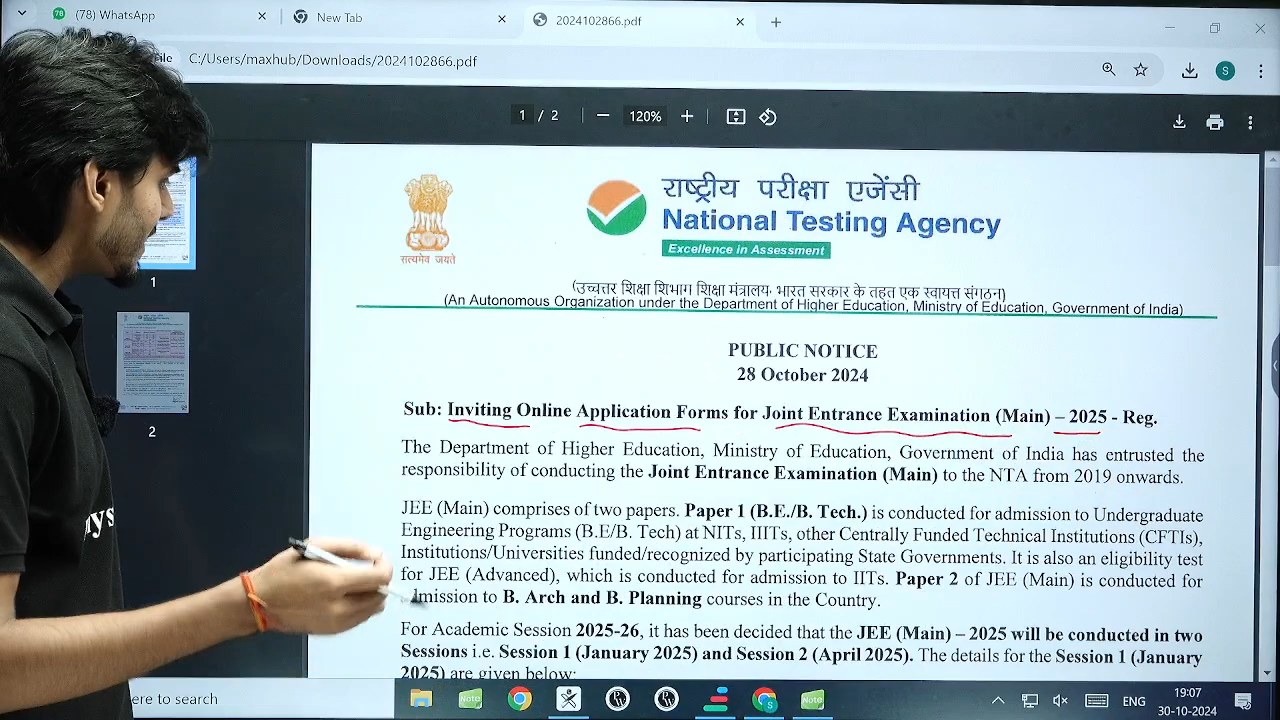 (78) WhatsApp
New Tab
2024102866.pdf
C:/Users/maxhub/Downloads/2024102866.pdf
S
1 / 2
120%
1
2
सत्यमेव जयते
राष्ट्रीय परीक्षा एजेंसी
National Testing Agency
Excellence in Assessment
(उच्चतर शिक्षा विभाग, शिक्षा मंत्रालय, भारत सरकार के तहत एक स्वायत्त संगठन)
(An Autonomous Organization under the Department of Higher Education, Ministry of Education, Government of India)
PUBLIC NOTICE
28 October 2024
Sub: Inviting Online Application Forms for Joint Entrance Examination (Main) – 2025 - Reg.
The Department of Higher Education, Ministry of Education, Government of India has entrusted the
responsibility of conducting the Joint Entrance Examination (Main) to the NTA from 2019 onwards.
JEE (Main) comprises of two papers. Paper 1 (B.E./B. Tech.) is conducted for admission to Undergraduate
Engineering Programs (B.E/B. Tech) at NITs, IIITs, other Centrally Funded Technical Institutions (CFTIs),
Institutions/Universities funded/recognized by participating State Governments. It is also an eligibility test
for JEE (Advanced), which is conducted for admission to IITs. Paper 2 of JEE (Main) is conducted for
dmission to B. Arch and B. Planning courses in the Country.
For Academic Session 2025-26, it has been decided that the JEE (Main) – 2025 will be conducted in two
Sessions i.e. Session 1 (January 2025) and Session 2 (April 2025). The details for the Session 1 (January
2025) are given below:
ere to search
Note
Note
ENG
19:07
30-10-2024